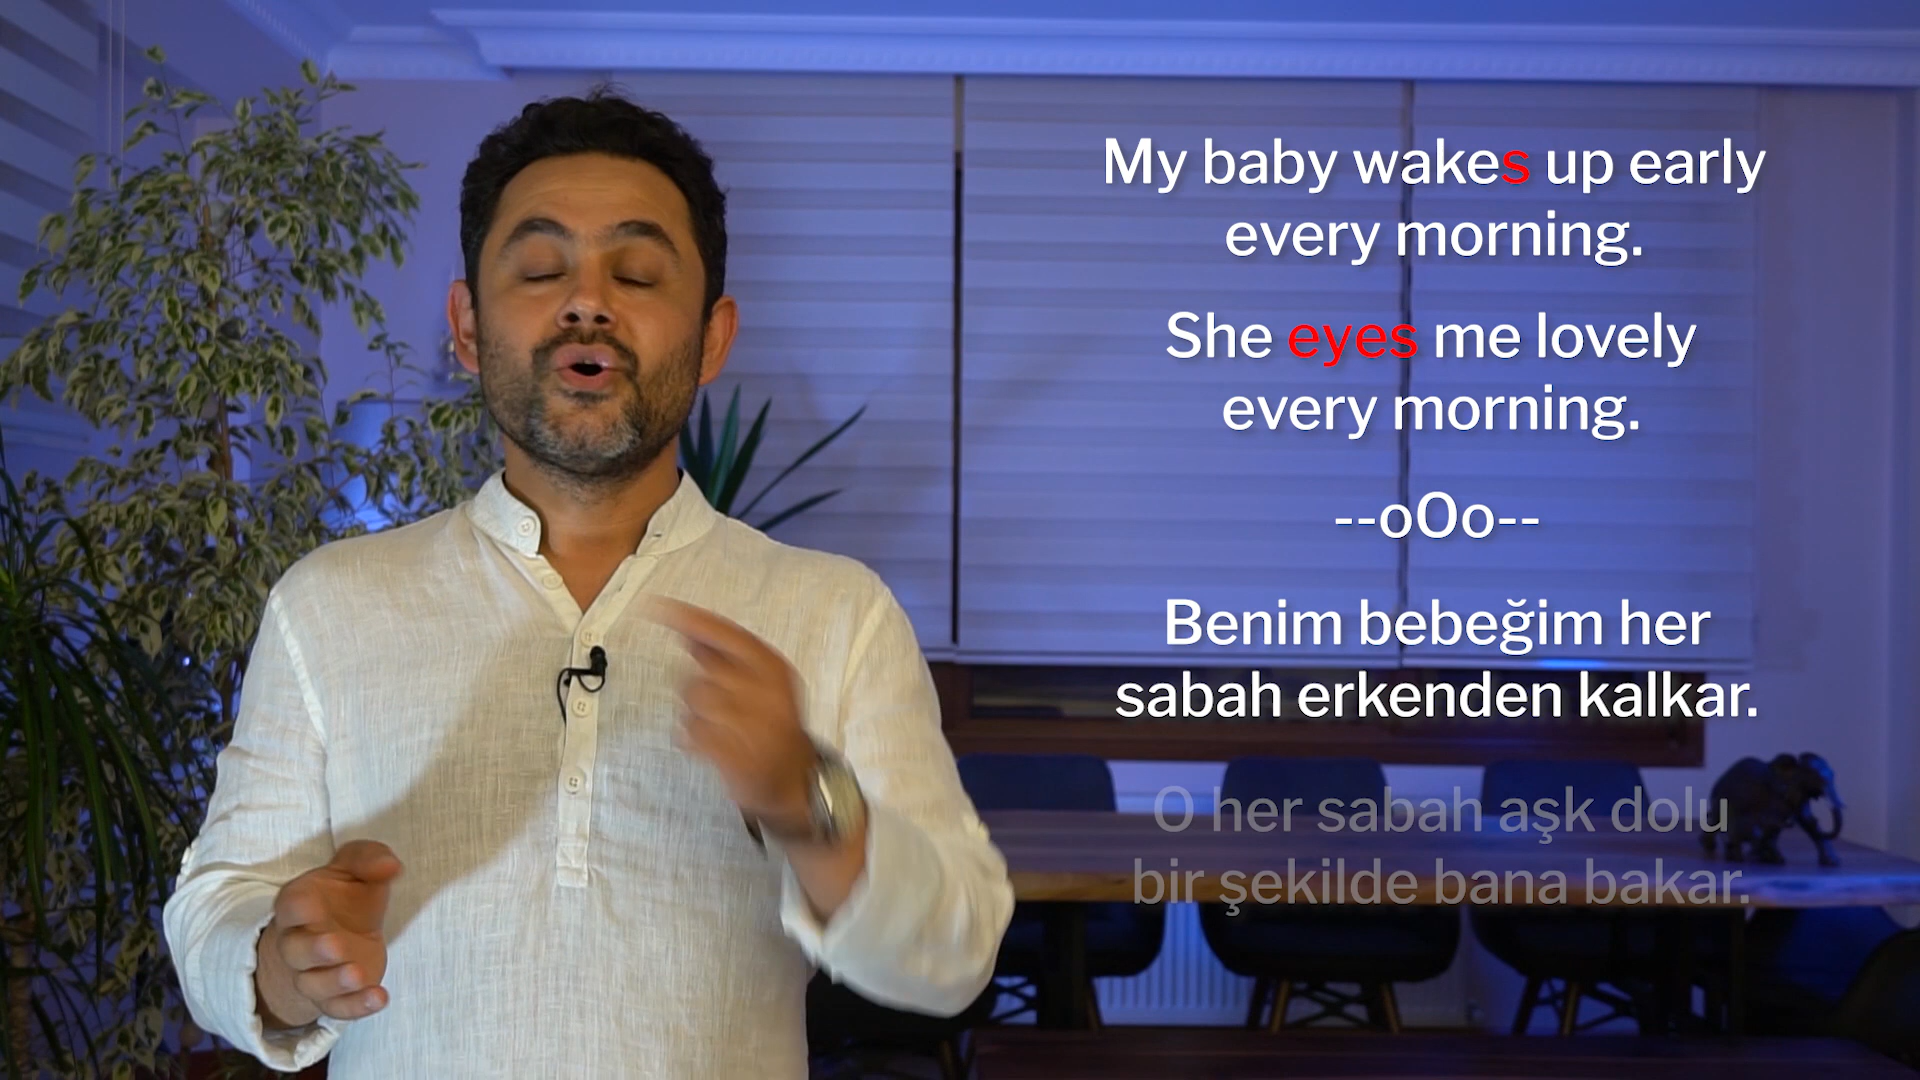 My baby wakes up early
every morning.
She eyes me lovely
every morning.
--oOo--
Benim bebeğim her
sabah erkenden kalkar.
O her sabah aşk dolu
bir şekilde bana bakar.